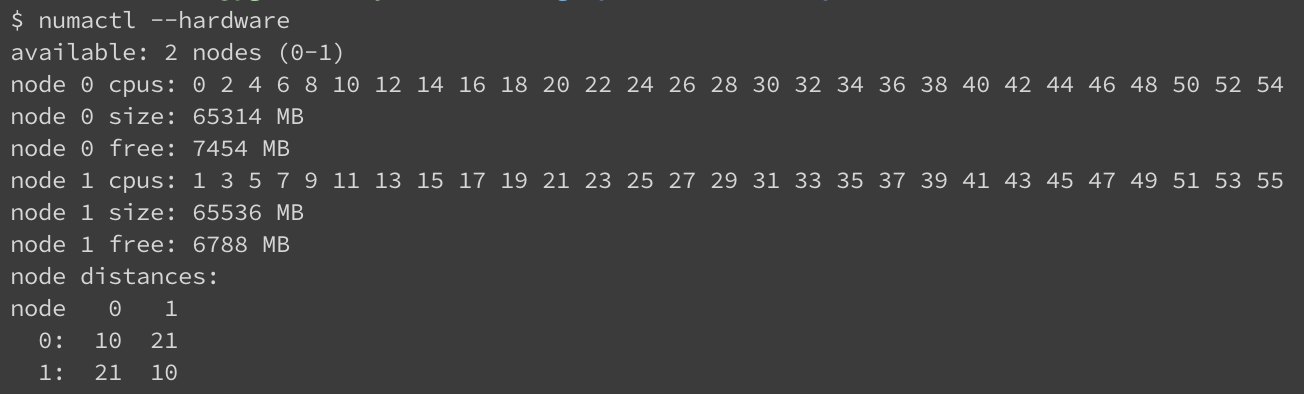 $ numactl --hardware
available: 2 nodes (0-1)
node 0 cpus: 0 2 4 6 8 10 12 14 16 18 20 22 24 26 28 30 32 34 36 38 40 42 44 46 48 50 52 54
node 0 size: 65314 MB
node 0 free: 7454 MB
node 1 cpus: 1 3 5 7 9 11 13 15 17 19 21 23 25 27 29 31 33 35 37 39 41 43 45 47 49 51 53 55
node 1 size: 65536 MB
node 1 free: 6788 MB
node distances:
node   0   1
  0:  10  21
  1:  21  10